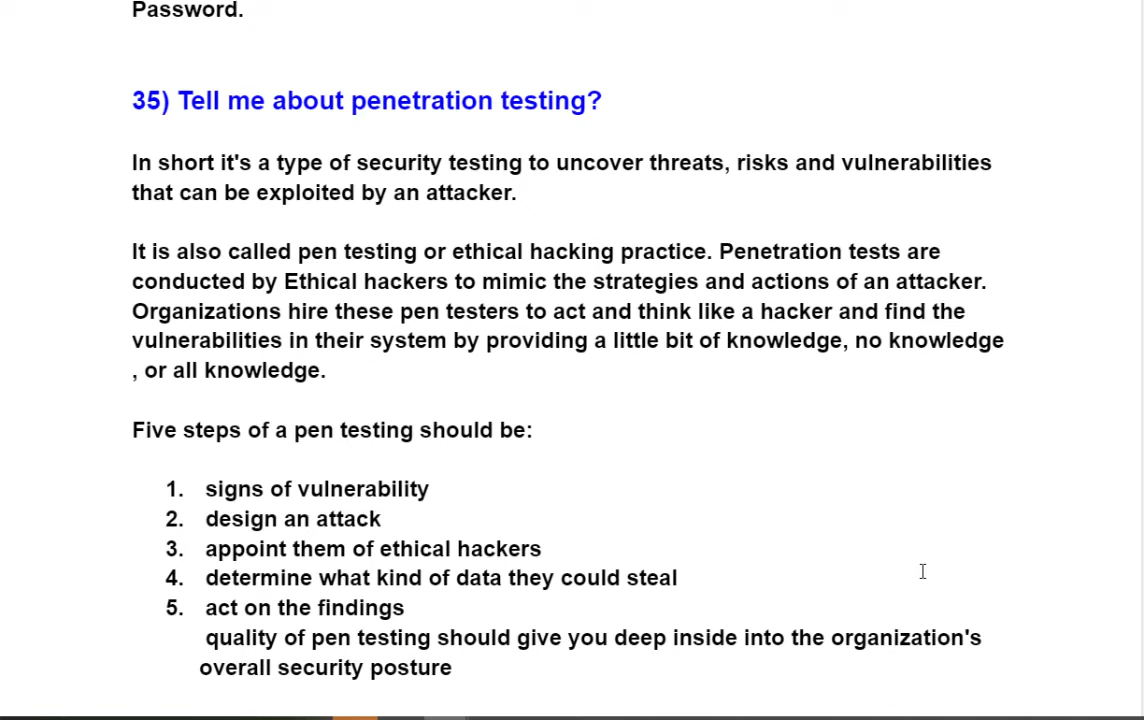 Password.
35) Tell me about penetration testing?
In short it's a type of security testing to uncover threats, risks and vulnerabilities
that can be exploited by an attacker.
It is also called pen testing or ethical hacking practice. Penetration tests are
conducted by Ethical hackers to mimic the strategies and actions of an attacker.
Organizations hire these pen testers to act and think like a hacker and find the
vulnerabilities in their system by providing a little bit of knowledge, no knowledge
, or all knowledge.
Five steps of a pen testing should be:
1. signs of vulnerability
2. design an attack
3. appoint them of ethical hackers
4. determine what kind of data they could steal
5. act on the findings
quality of pen testing should give you deep inside into the organization's
overall security posture